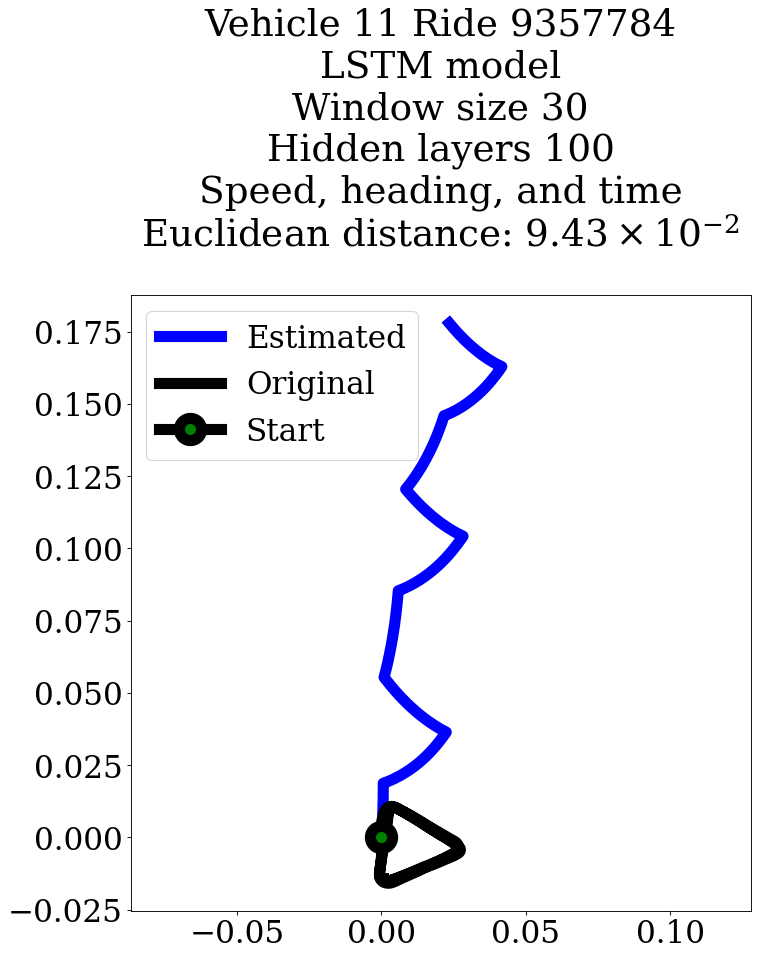 Vehicle 11 Ride 9357784
LSTM model
Window size 30
Hidden layers 100
Speed, heading, and time
Euclidean distance: 9.43 × 10⁻²
Estimated
Original
Start
0.175
0.150
0.125
0.100
0.075
0.050
0.025
0.000
−0.025
−0.05 0.00 0.05 0.10